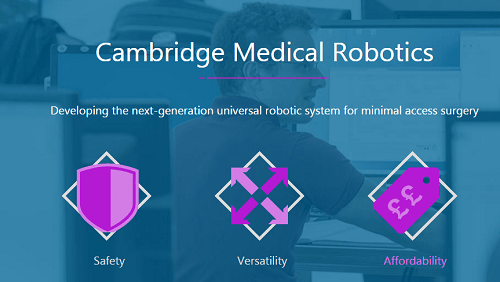 Cambridge Medical Robotics
Developing the next-generation universal robotic system for minimal access surgery
££
Safety
Versatility
Affordability